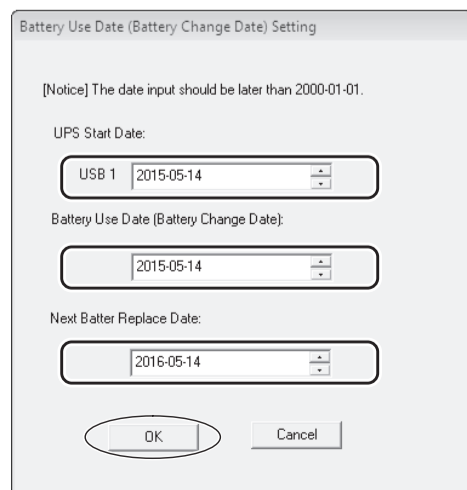 Battery Use Date (Battery Change Date) Setting
[Notice] The date input should be later than 2000-01-01.
UPS Start Date:
USB 1 2015-05-14
Battery Use Date (Battery Change Date):
2015-05-14
Next Batter Replace Date:
2016-05-14
OK Cancel